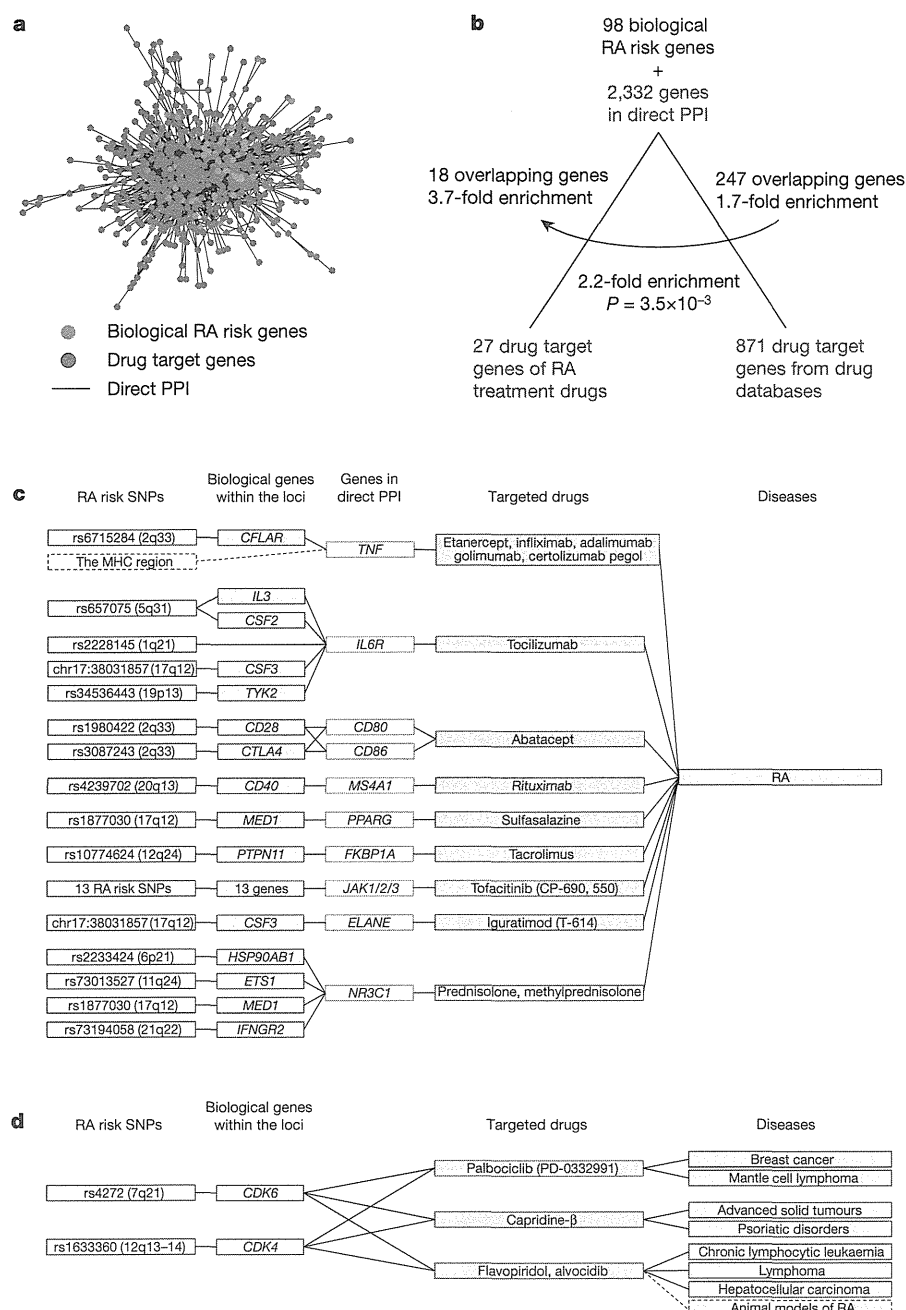 a
Biological RA risk genes
Drug target genes
Direct PPI
b
98 biological
RA risk genes
+
2,332 genes
in direct PPI
18 overlapping genes
3.7-fold enrichment
247 overlapping genes
1.7-fold enrichment
2.2-fold enrichment
P = 3.5×10⁻³
27 drug target
genes of RA
treatment drugs
871 drug target
genes from drug
databases
c
RA risk SNPs
Biological genes
within the loci
Genes in
direct PPI
Targeted drugs
Diseases
rs6715284 (2q33)
CFLAR
The MHC region
TNF
Etanercept, infliximab, adalimumab
golimumab, certolizumab pegol
rs657075 (5q31)
IL3
CSF2
rs2228145 (1q21)
IL6R
Tocilizumab
chr17:38031857(17q12)
CSF3
rs34536443 (19p13)
TYK2
rs1980422 (2q33)
CD28
CD80
rs3087243 (2q33)
CTLA4
CD86
Abatacept
RA
rs4239702 (20q13)
CD40
MS4A1
Rituximab
rs1877030 (17q12)
MED1
PPARG
Sulfasalazine
rs10774624 (12q24)
PTPN11
FKBP1A
Tacrolimus
13 RA risk SNPs
13 genes
JAK1/2/3
Tofacitinib (CP-690, 550)
chr17:38031857(17q12)
CSF3
ELANE
Iguratimod (T-614)
rs2233424 (6p21)
HSP90AB1
rs73013527 (11q24)
ETS1
rs1877030 (17q12)
MED1
rs73194058 (21q22)
IFNGR2
NR3C1
Prednisolone, methylprednisolone
d
RA risk SNPs
Biological genes
within the loci
Targeted drugs
Diseases
rs4272 (7q21)
CDK6
rs1633360 (12q13–14)
CDK4
Palbociclib (PD-0332991)
Breast cancer
Mantle cell lymphoma
Capridine-β
Advanced solid tumours
Psoriatic disorders
Flavopiridol, alvocidib
Chronic lymphocytic leukaemia
Lymphoma
Hepatocellular carcinoma
Animal models of RA